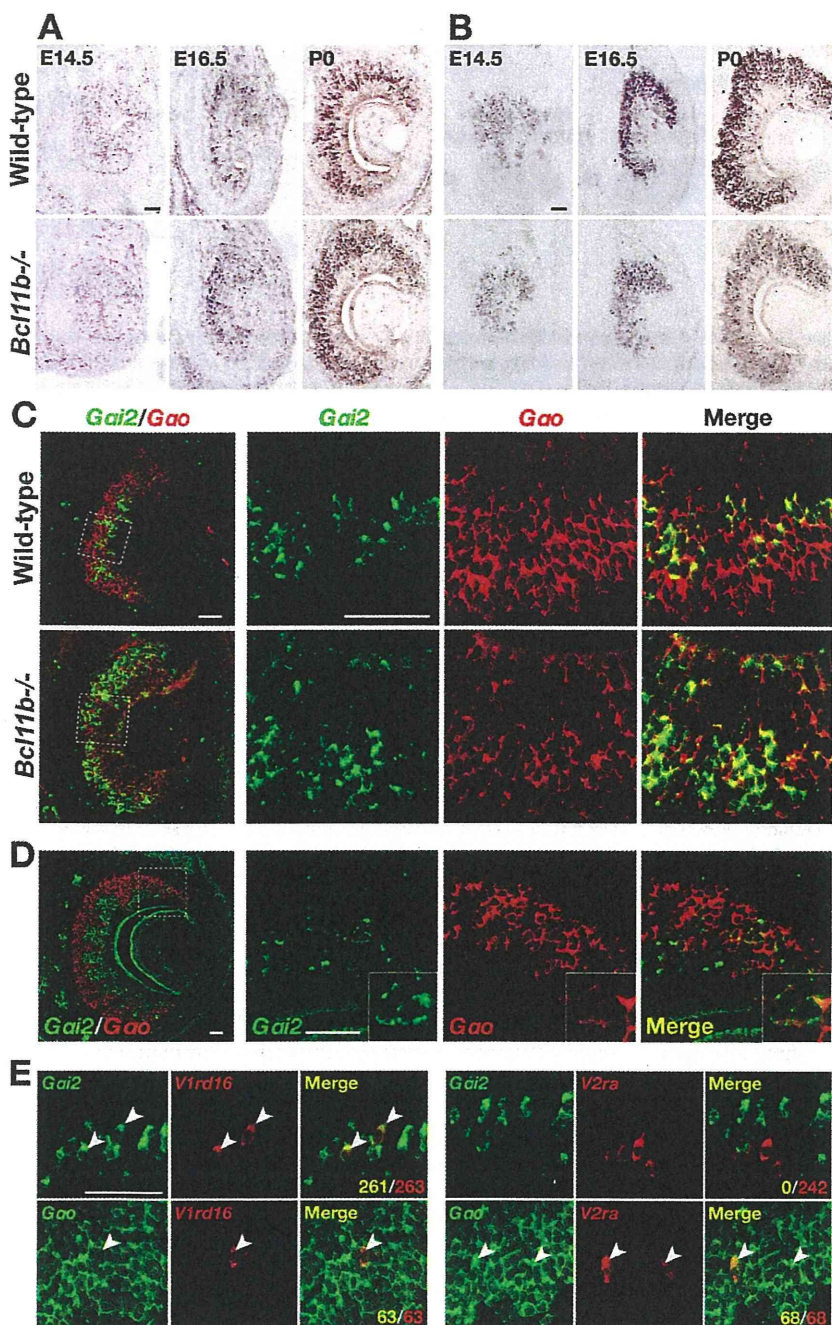 A
B
E14.5 E16.5 P0 E14.5 E16.5 P0
Wild-type
Bcl11b-/-
C
Gαi2/Gαo Gαi2 Gαo Merge
Wild-type
Bcl11b-/-
D
Gαi2/Gαo Gαi2 Gαo Merge
E
Gαi2 V1rd16 Merge Gαi2 V2ra Merge
261/263 0/242
Gαo V1rd16 Merge Gαo V2ra Merge
63/63 68/68